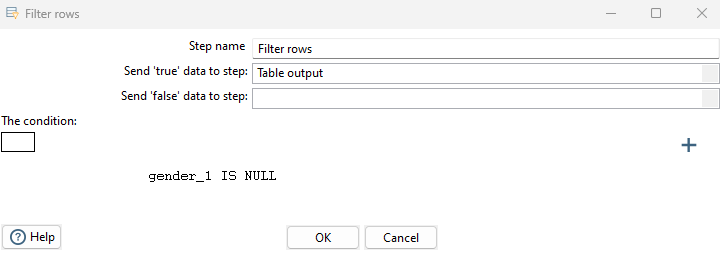 Filter rows
Step name Filter rows
Send 'true' data to step: Table output
Send 'false' data to step:
The condition:
gender_1 IS NULL
Help OK Cancel